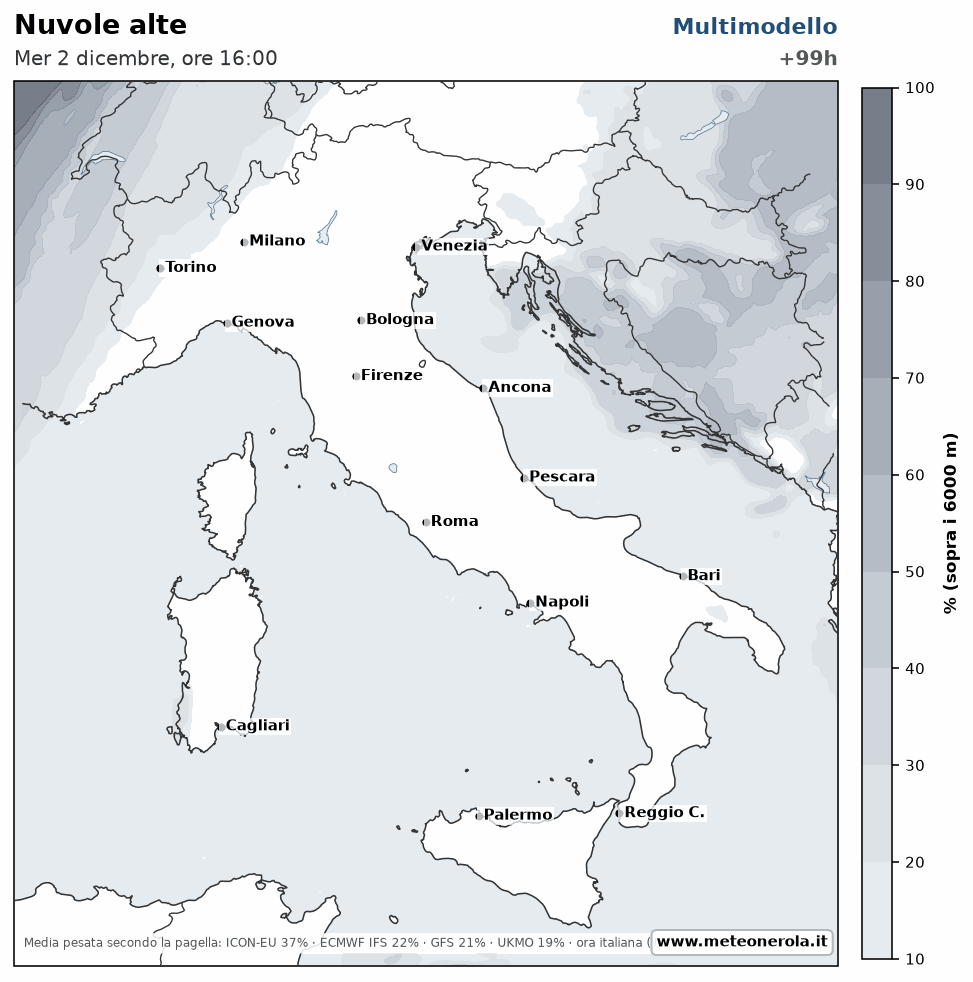 Nuvole alte
Multimodello
Mer 2 dicembre, ore 16:00
+99h
100
90
80
70
60
50
40
30
20
10
% (sopra i 6000 m)
Milano
Venezia
Torino
Genova
Bologna
Firenze
Ancona
Pescara
Roma
Bari
Napoli
Cagliari
Palermo
Reggio C.
Media pesata secondo la pagella: ICON-EU 37% · ECMWF IFS 22% · GFS 21% · UKMO 19% · ora italiana (
www.meteonerola.it